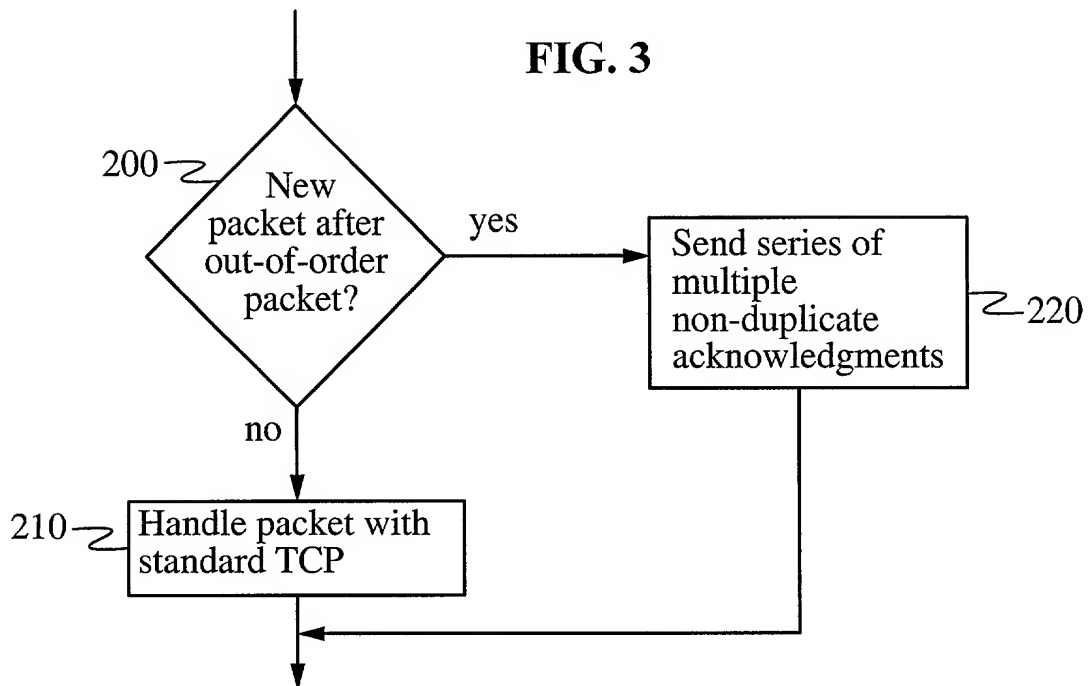 FIG. 3
200
New
packet after
out-of-order
packet?
yes
Send series of
multiple
non-duplicate
acknowledgments
220
no
210
Handle packet with
standard TCP